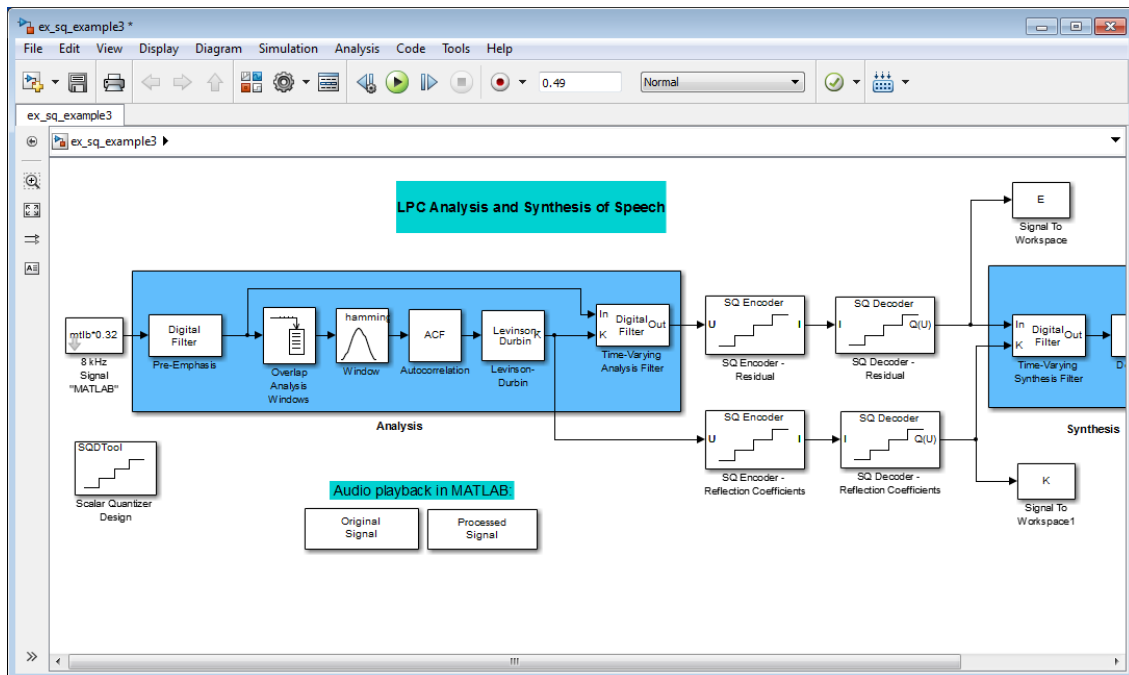 ex_sq_example3 *
File Edit View Display Diagram Simulation Analysis Code Tools Help
0.49
Normal
ex_sq_example3
ex_sq_example3
LPC Analysis and Synthesis of Speech
E
Signal To
Workspace
mtlb*0.32
8 kHz
Signal
"MATLAB"
Digital
Filter
Pre-Emphasis
Overlap
Analysis
Windows
hamming
Window
ACF
Autocorrelation
Levinson
Durbin
K
Levinson-
Durbin
In
K
Digital
Filter
Out
Time-Varying
Analysis Filter
Analysis
SQ Encoder
U
I
SQ Encoder -
Residual
SQ Decoder
I
Q(U)
SQ Decoder -
Residual
In
K
Digital
Filter
Out
Time-Varying
Synthesis Filter
D
Synthesis
SQ Encoder
U
I
SQ Encoder -
Reflection Coefficients
SQ Decoder
I
Q(U)
SQ Decoder -
Reflection Coefficients
K
Signal To
Workspace1
SQDTool
Scalar Quantizer
Design
Audio playback in MATLAB:
Original
Signal
Processed
Signal